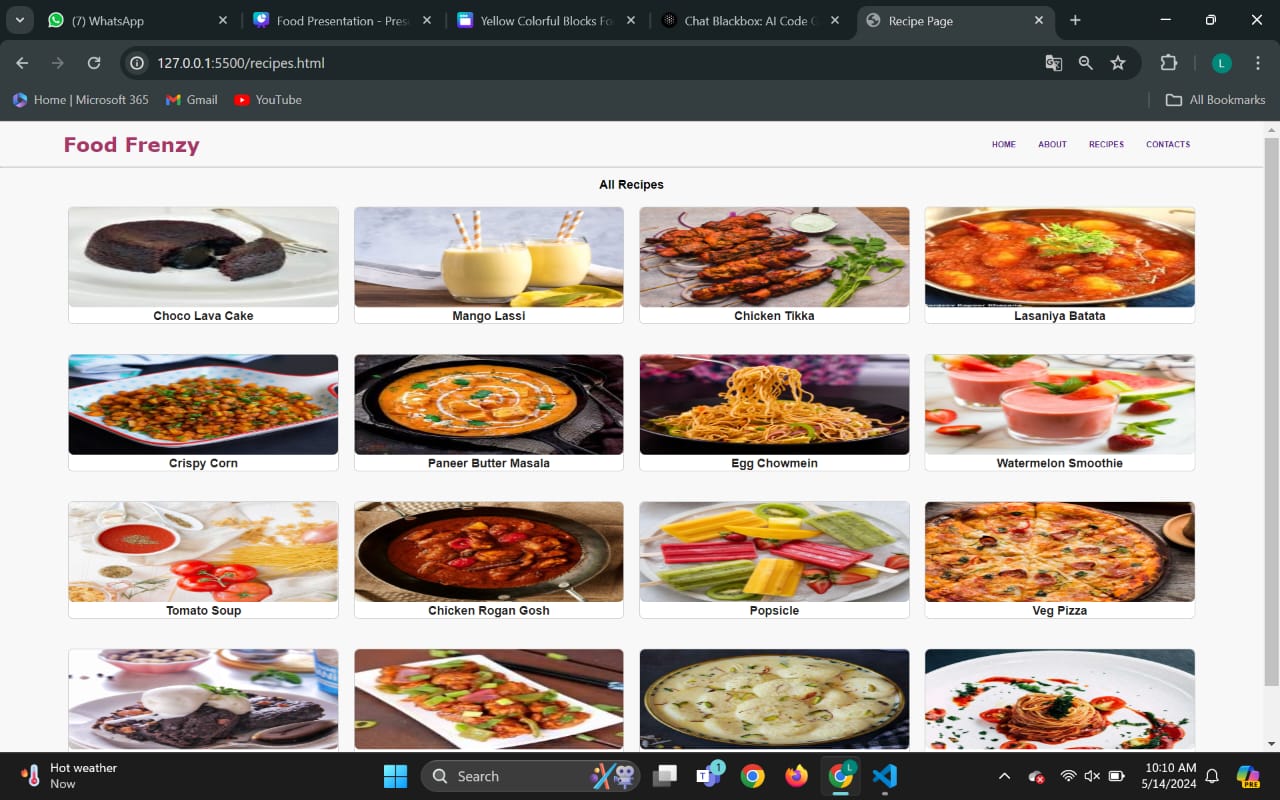 (7) WhatsApp
Food Presentation - Pres
Yellow Colorful Blocks Fo
Chat Blackbox: AI Code
Recipe Page
127.0.0.1:5500/recipes.html
L
Home | Microsoft 365
Gmail
YouTube
All Bookmarks
Food Frenzy
HOME ABOUT RECIPES CONTACTS
All Recipes
Choco Lava Cake
Mango Lassi
Chicken Tikka
Lasaniya Batata
Crispy Corn
Paneer Butter Masala
Egg Chowmein
Watermelon Smoothie
Tomato Soup
Chicken Rogan Gosh
Popsicle
Veg Pizza
Hot weather
Now
Search
1
L
10:10 AM
5/14/2024
PRE